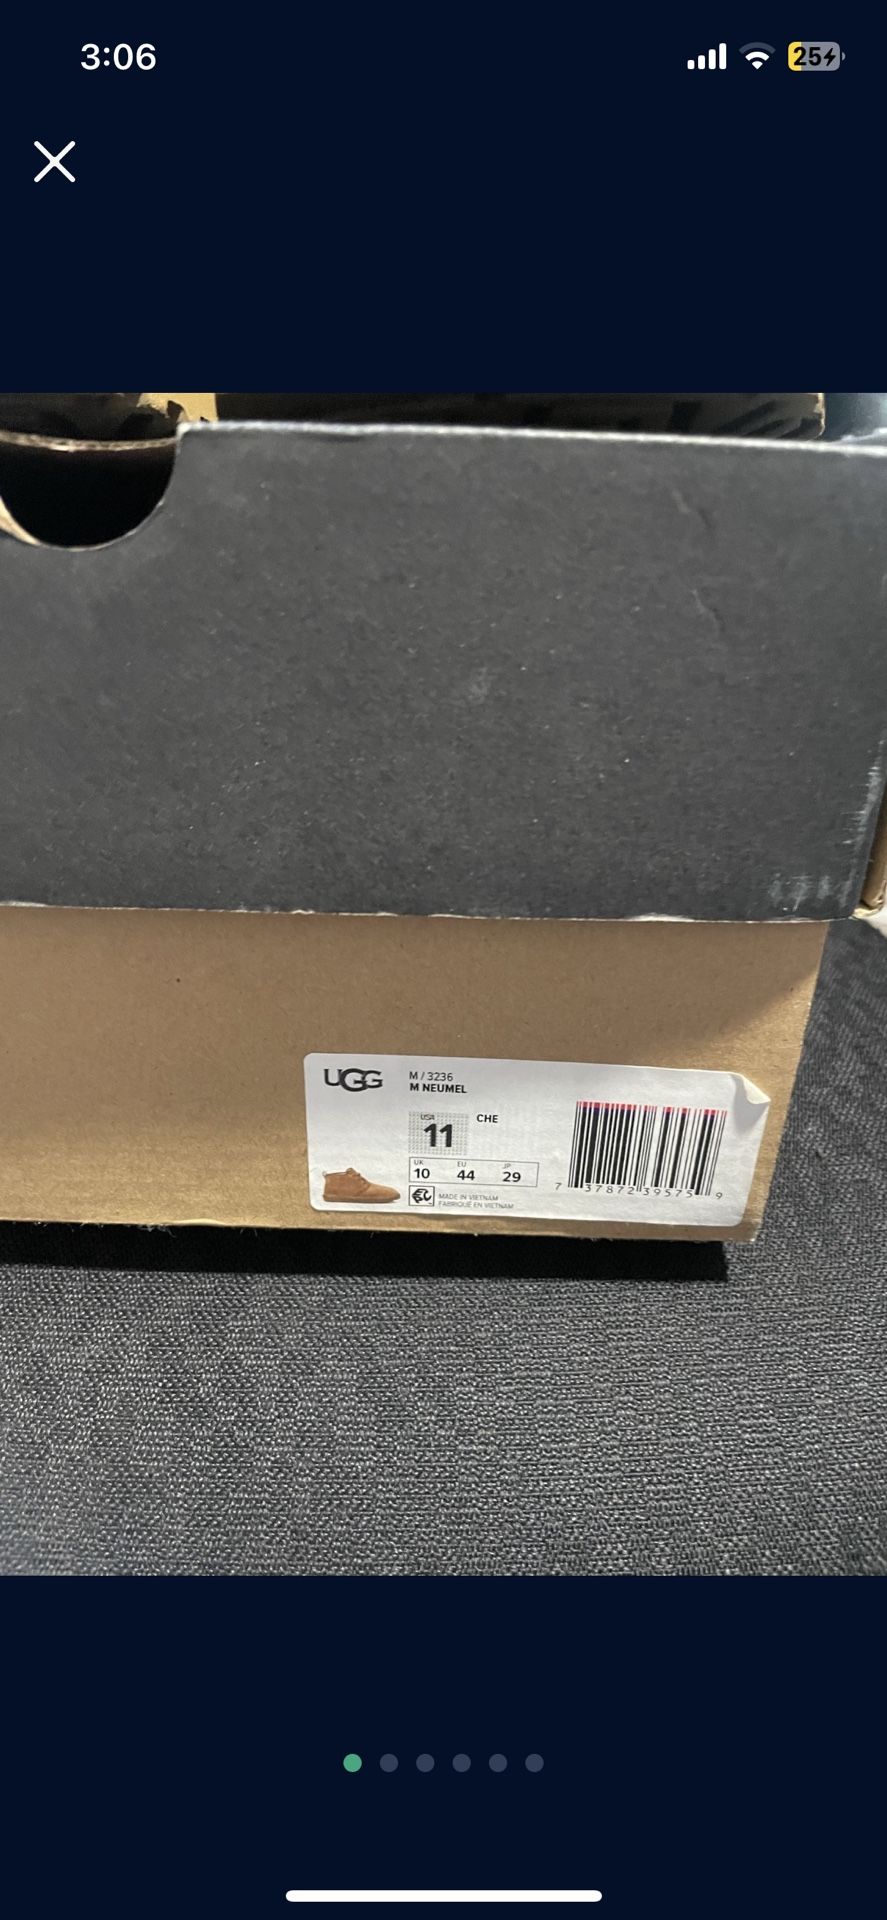 3:06
25
UGG
M / 3236
M NEUMEL
USA
11
CHE
UK
10
EU
44
JP
29
MADE IN VIETNAM
FABRIQUÉ EN VIETNAM
7 37872 39575 9